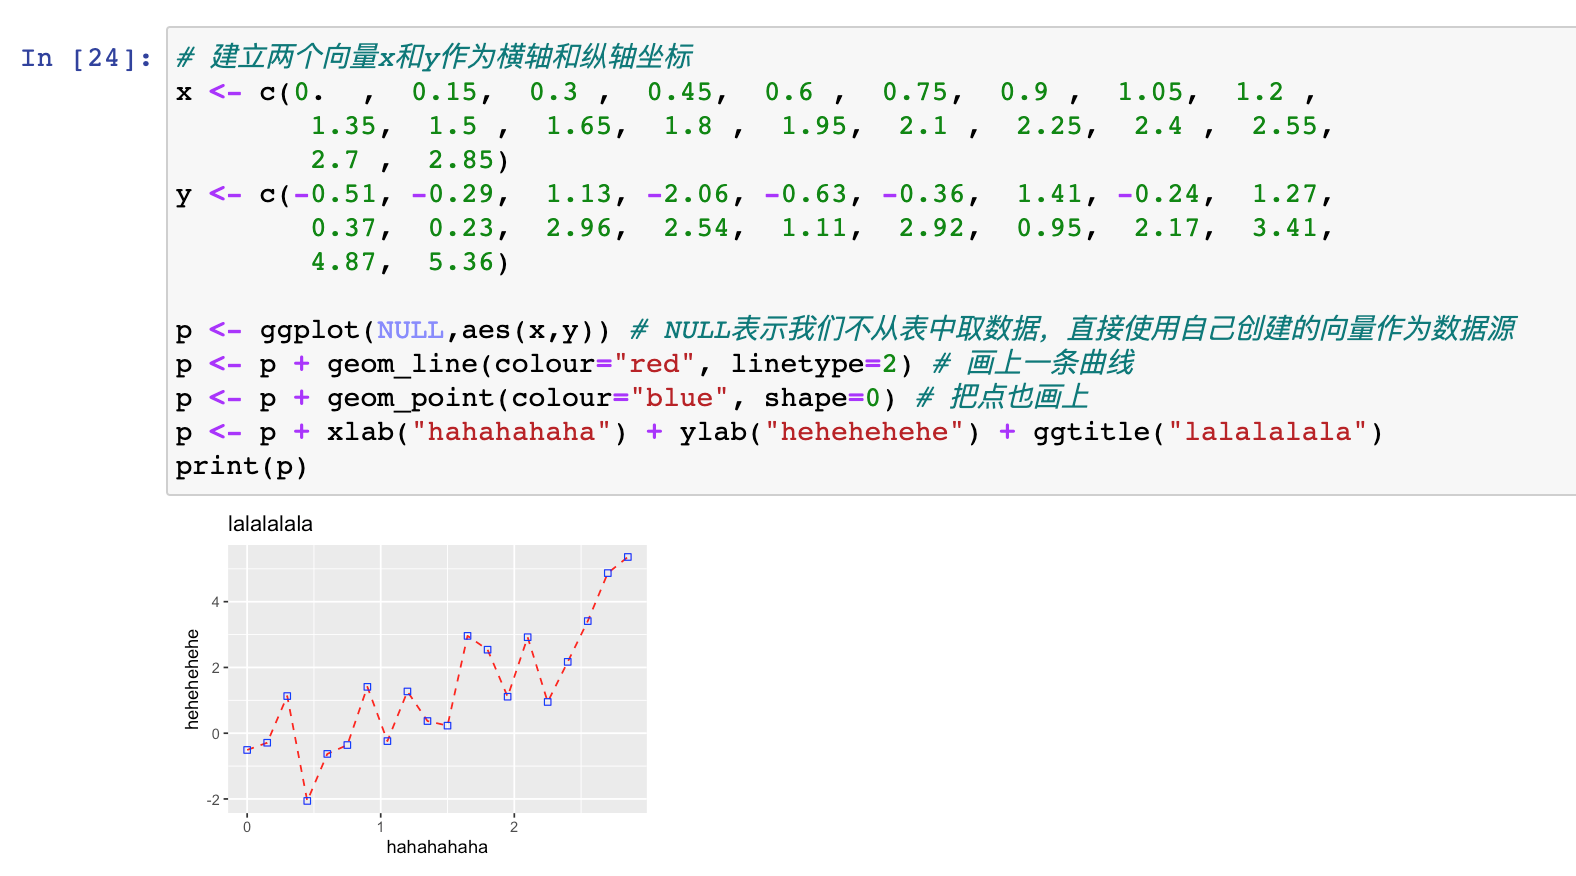 In [24]:
# 建立两个向量x和y作为横轴和纵轴坐标
x <- c(0.  ,  0.15,  0.3 ,  0.45,  0.6 ,  0.75,  0.9 ,  1.05,  1.2 ,
        1.35,  1.5 ,  1.65,  1.8 ,  1.95,  2.1 ,  2.25,  2.4 ,  2.55,
        2.7 ,  2.85)
y <- c(-0.51, -0.29,  1.13, -2.06, -0.63, -0.36,  1.41, -0.24,  1.27,
        0.37,  0.23,  2.96,  2.54,  1.11,  2.92,  0.95,  2.17,  3.41,
        4.87,  5.36)
p <- ggplot(NULL,aes(x,y)) # NULL表示我们不从表中取数据，直接使用自己创建的向量作为数据源
p <- p + geom_line(colour="red", linetype=2) # 画上一条曲线
p <- p + geom_point(colour="blue", shape=0) # 把点也画上
p <- p + xlab("hahahahaha") + ylab("hehehehehe") + ggtitle("lalalalala")
print(p)
lalalalala
hehehehehe
4
2
0
-2
0 1 2
hahahahaha